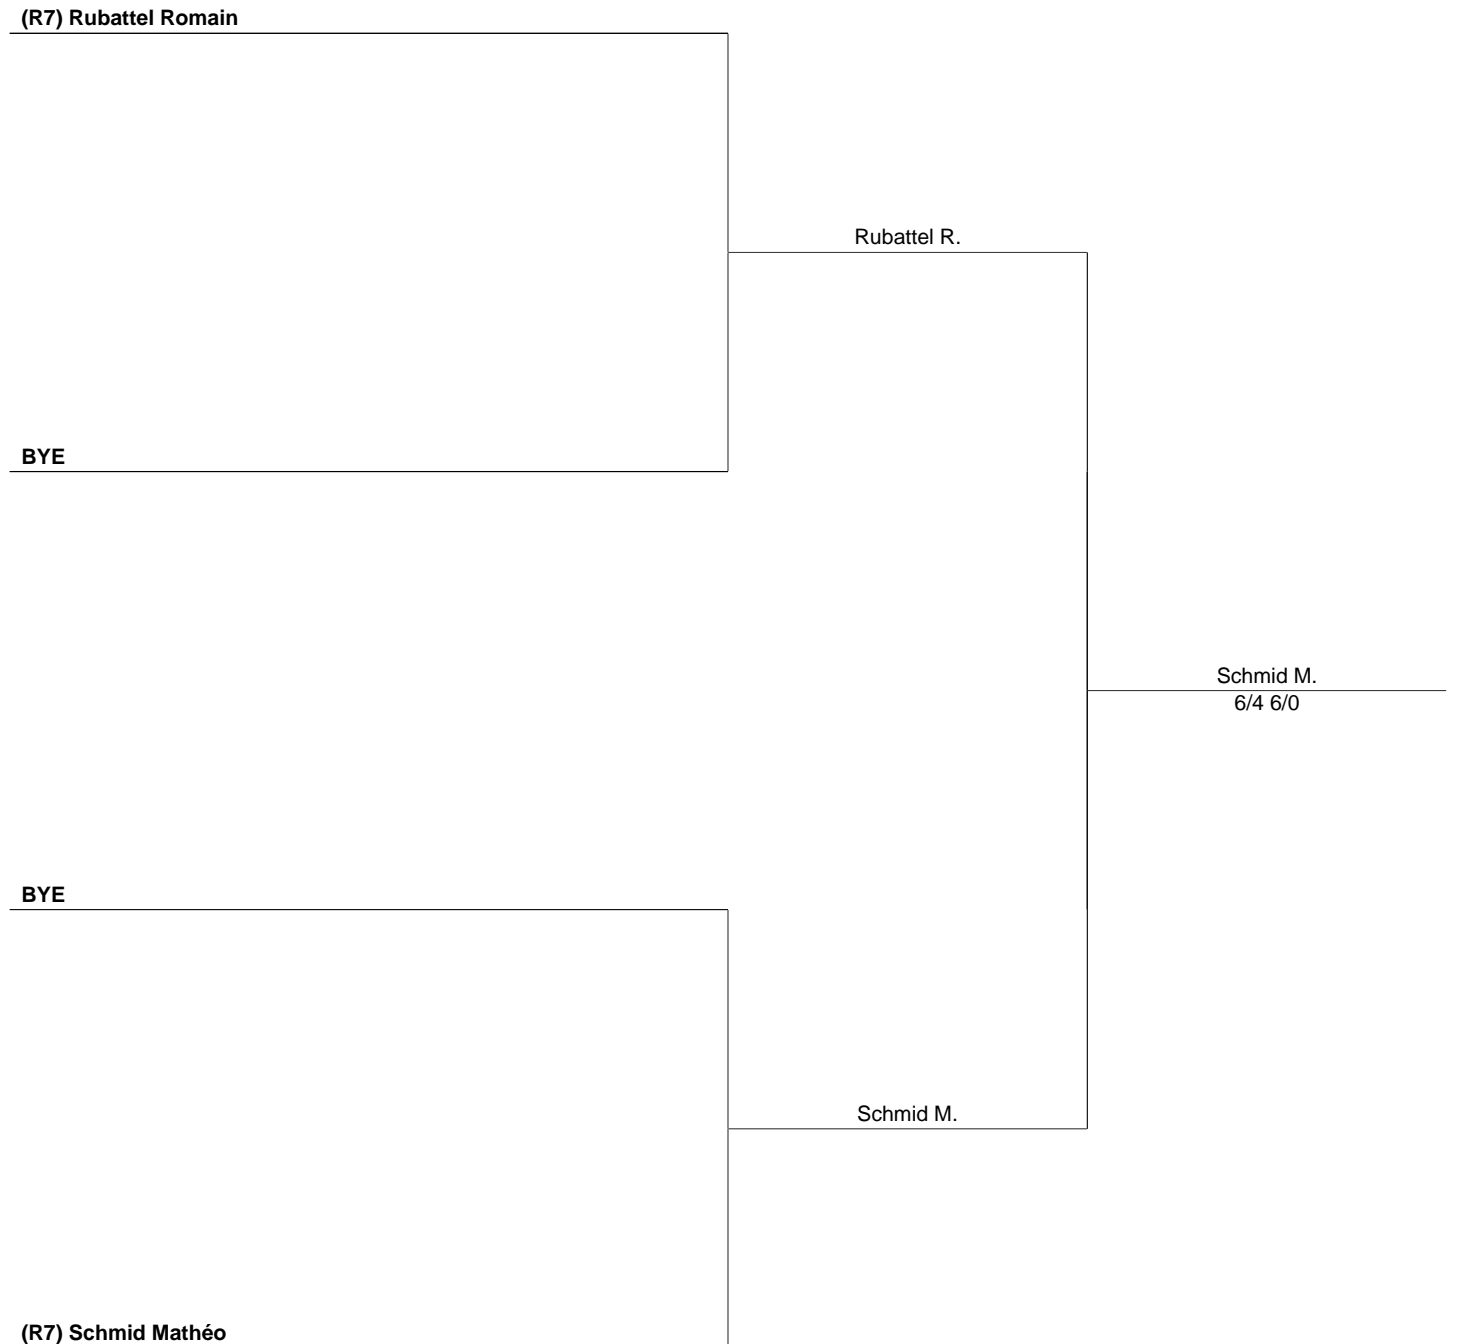 (R7) Rubattel Romain
Rubattel R.
BYE
Schmid M.
6/4 6/0
BYE
Schmid M.
(R7) Schmid Mathéo